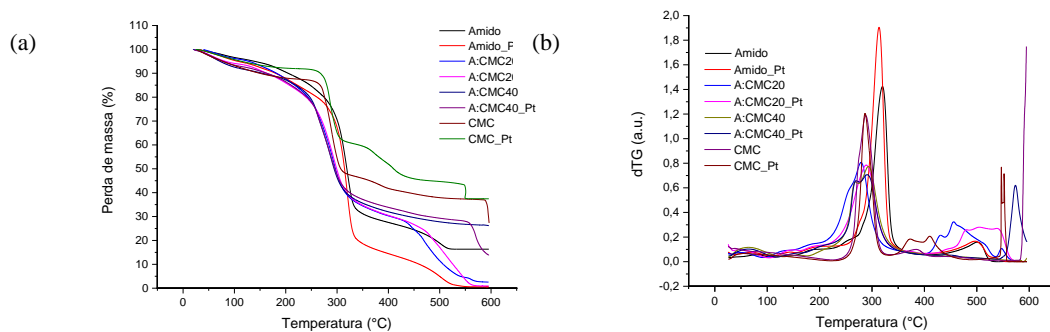 (a)
110
100
90
80
70
60
50
40
30
20
10
0
Perda de massa (%)
0 100 200 300 400 500 600
Temperatura (°C)
Amido
Amido_F
A:CMC20
A:CMC20
A:CMC40
A:CMC40_Pt
CMC
CMC_Pt
(b)
2,0
1,8
1,6
1,4
1,2
1,0
0,8
0,6
0,4
0,2
0,0
-0,2
dTG (a.u.)
0 100 200 300 400 500 600
Temperatura (°C)
Amido
Amido_Pt
A:CMC20
A:CMC20_Pt
A:CMC40
A:CMC40_Pt
CMC
CMC_Pt